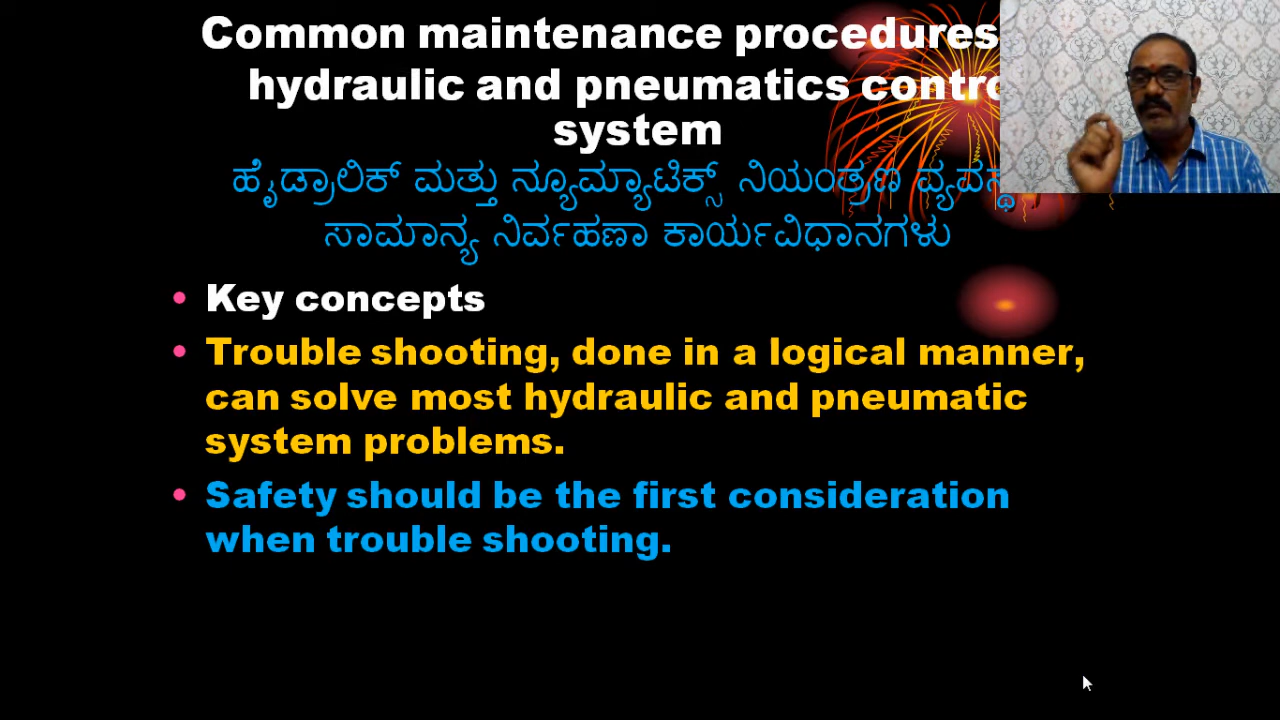 Common maintenance procedures
hydraulic and pneumatics
system
ಹೈಡ್ರಾಲಿಕ್ ಮತ್ತು ನ್ಯೂಮ್ಯಾಟಿಕ್ಸ್ ನಿಯಂತ್ರಣ
ಸಾಮಾನ್ಯ ನಿರ್ವಹಣಾ ಕಾರ್ಯವಿಧಾನಗಳು
Key concepts
Trouble shooting, done in a logical manner,
can solve most hydraulic and pneumatic
system problems.
Safety should be the first consideration
when trouble shooting.